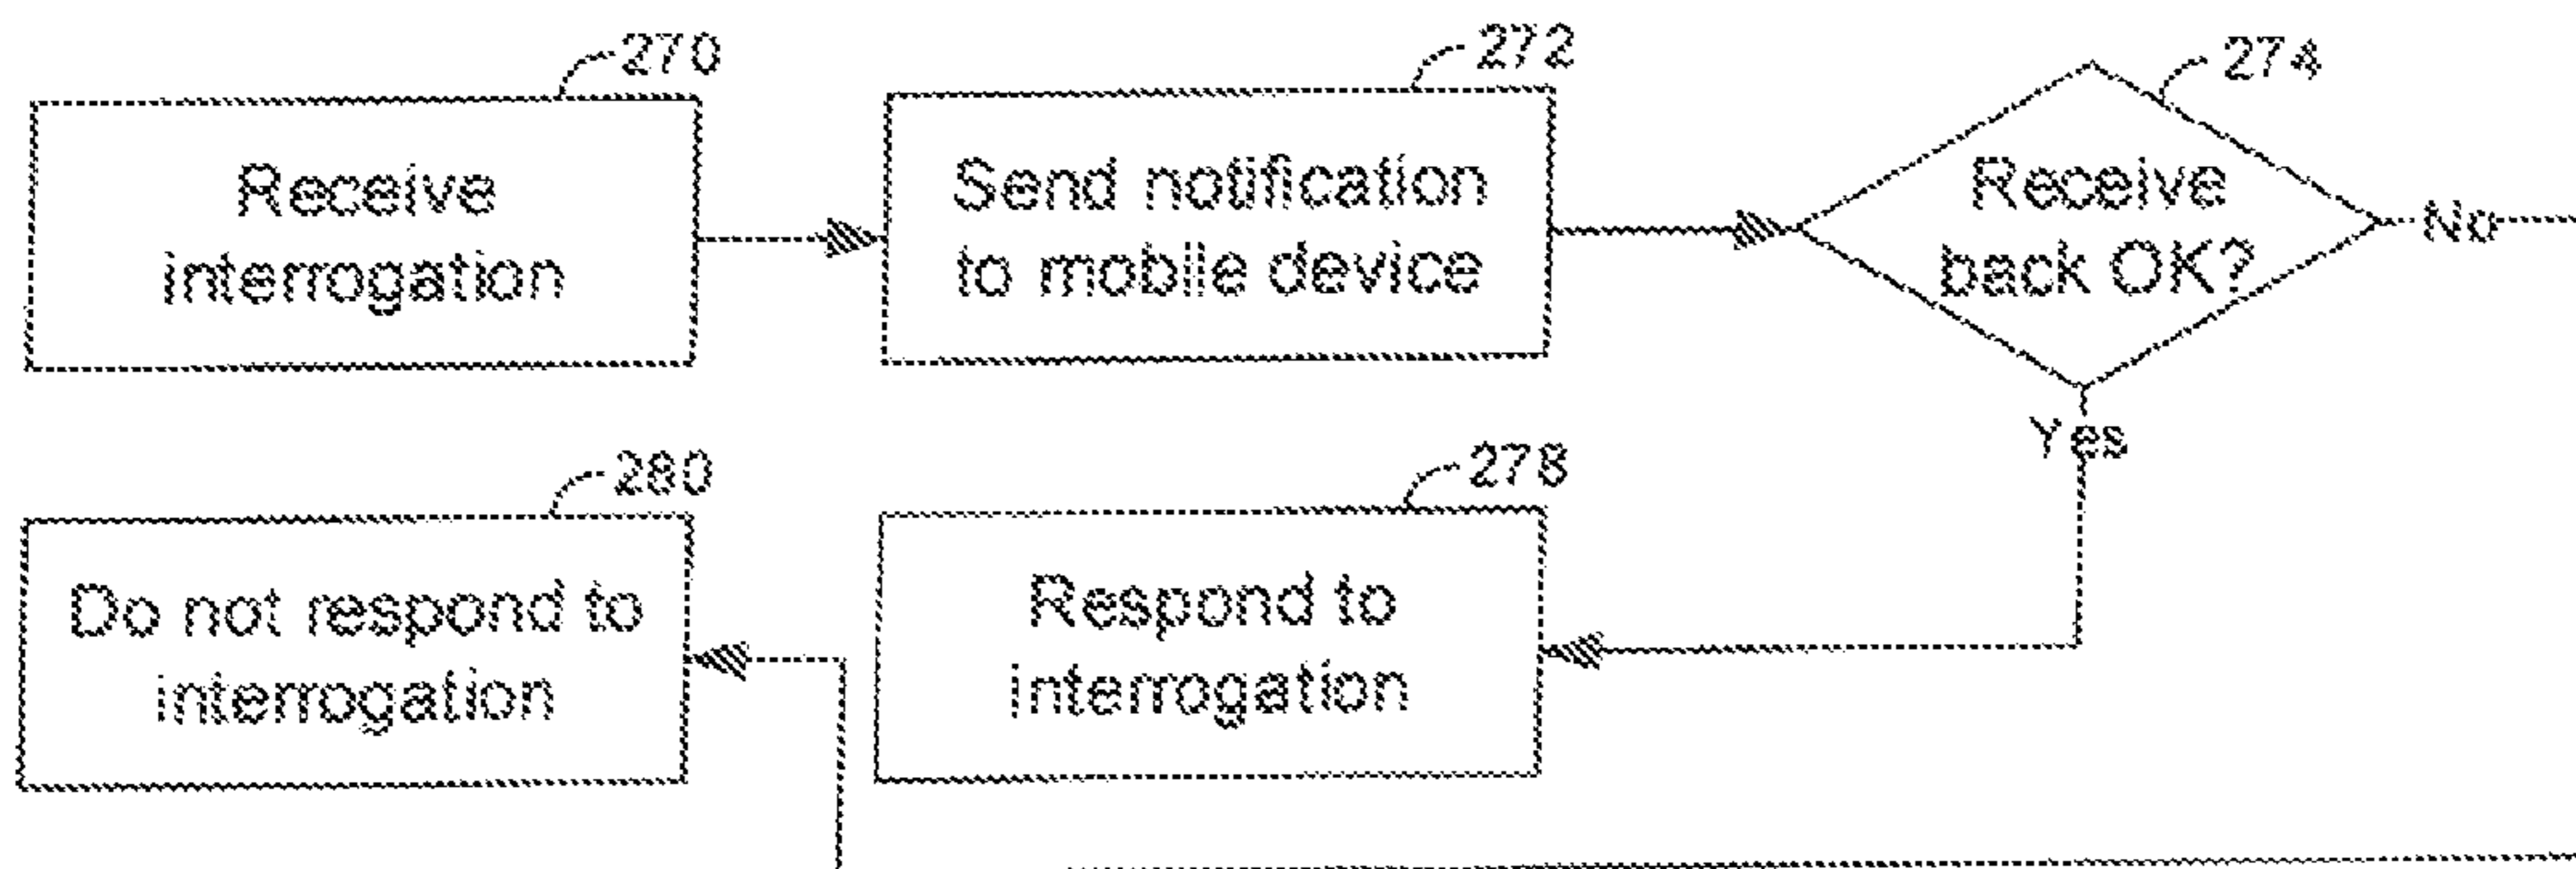 270
Receive
interrogation
272
Send notification
to mobile device
274
Receive
back OK?
No
Yes
280
Do not respond to
interrogation
278
Respond to
interrogation